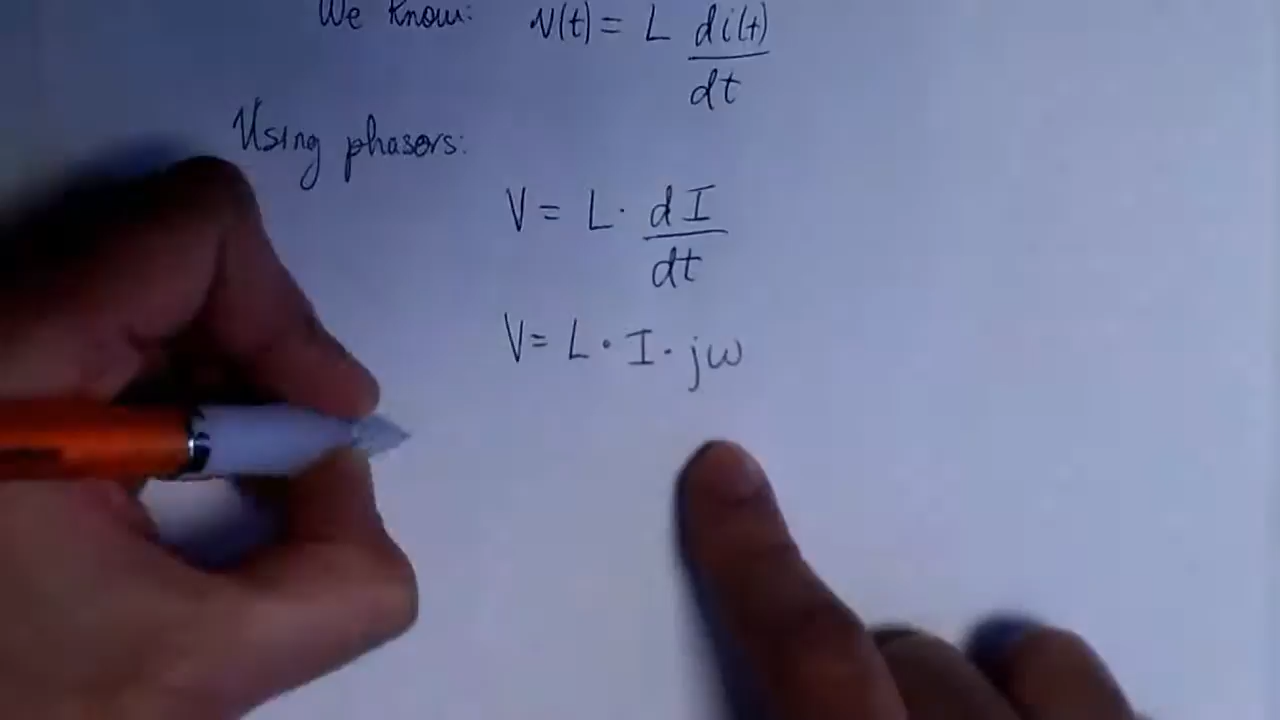 We Know: v(t) = L di(t)/dt
Using phasors:
V = L · dI/dt
V = L · I · jω